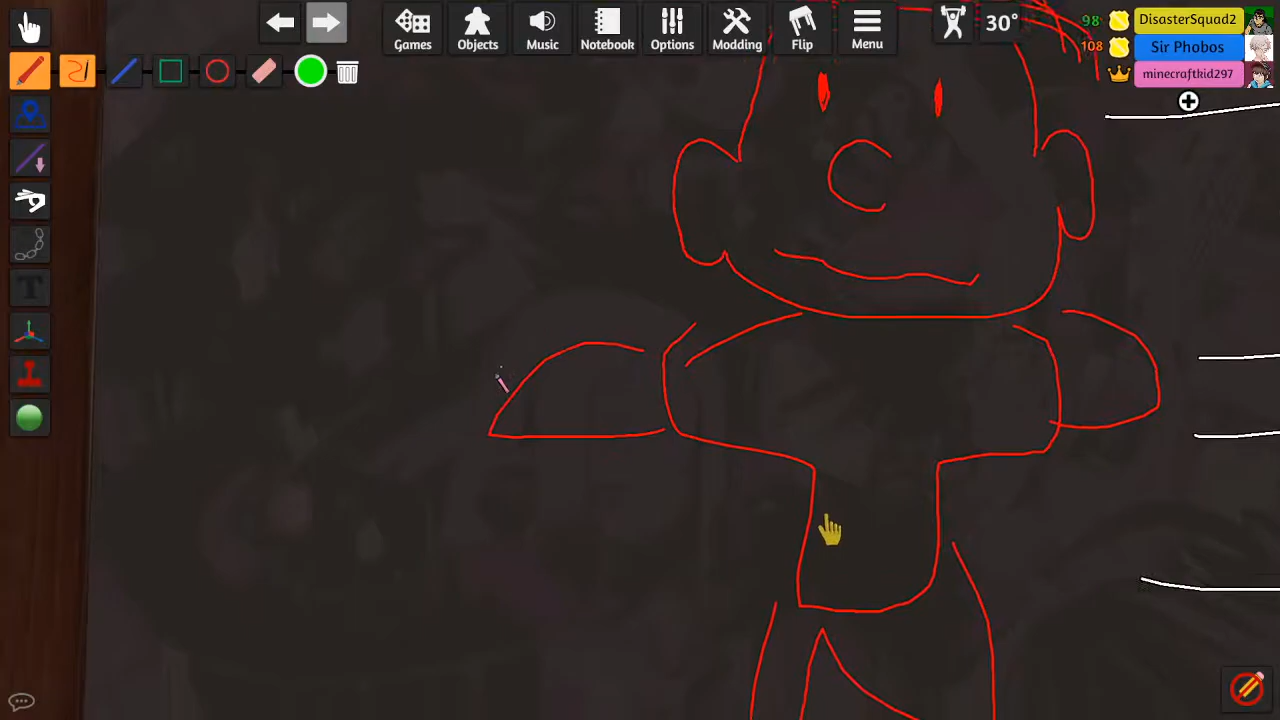 Games
Objects
Music
Notebook
Options
Modding
Flip
Menu
30°
98 DisasterSquad2
108 Sir Phobos
minecraftkid297
T